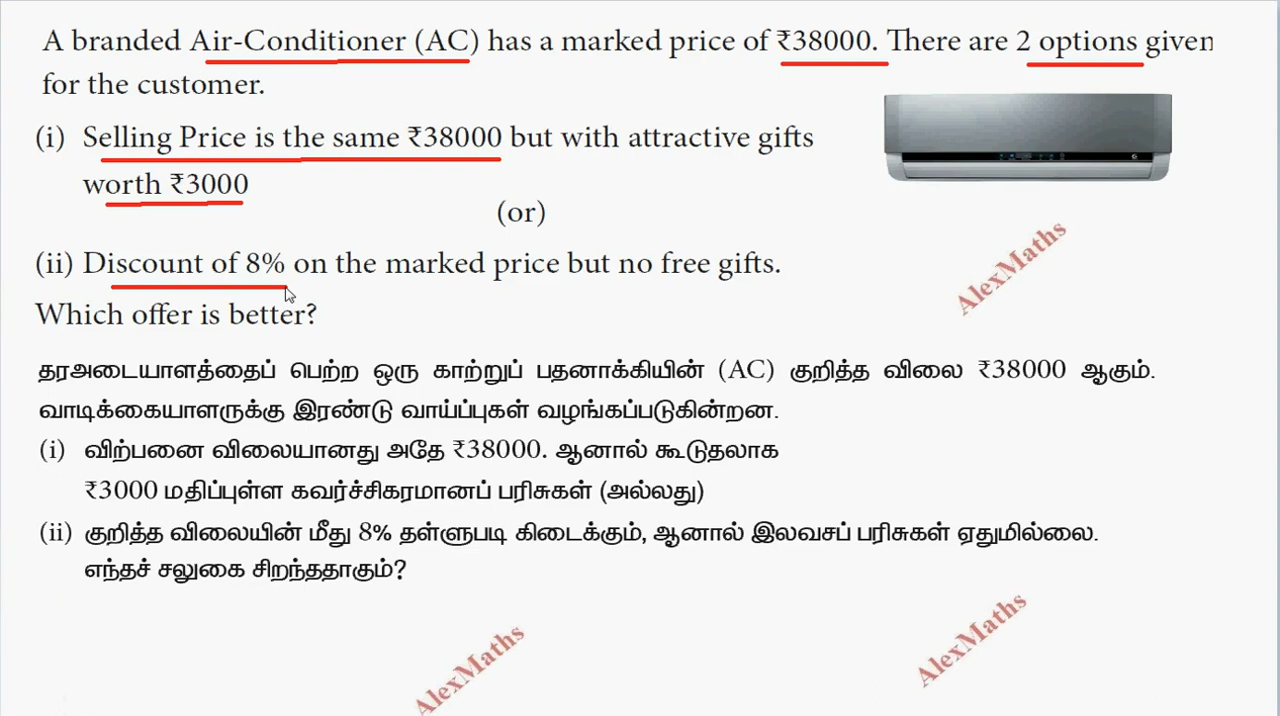 A branded Air-Conditioner (AC) has a marked price of ₹38000. There are 2 options given
for the customer.
(i) Selling Price is the same ₹38000 but with attractive gifts
worth ₹3000
(or)
(ii) Discount of 8% on the marked price but no free gifts.
Which offer is better?
தரஅடையாளத்தைப் பெற்ற ஒரு காற்றுப் பதனாக்கியின் (AC) குறித்த விலை ₹38000 ஆகும்.
வாடிக்கையாளருக்கு இரண்டு வாய்ப்புகள் வழங்கப்படுகின்றன.
(i) விற்பனை விலையானது அதே ₹38000. ஆனால் கூடுதலாக
₹3000 மதிப்புள்ள கவர்ச்சிகரமானப் பரிசுகள் (அல்லது)
(ii) குறித்த விலையின் மீது 8% தள்ளுபடி கிடைக்கும், ஆனால் இலவசப் பரிசுகள் ஏதுமில்லை.
எந்தச் சலுகை சிறந்ததாகும்?
AlexMaths
AlexMaths
AlexMaths